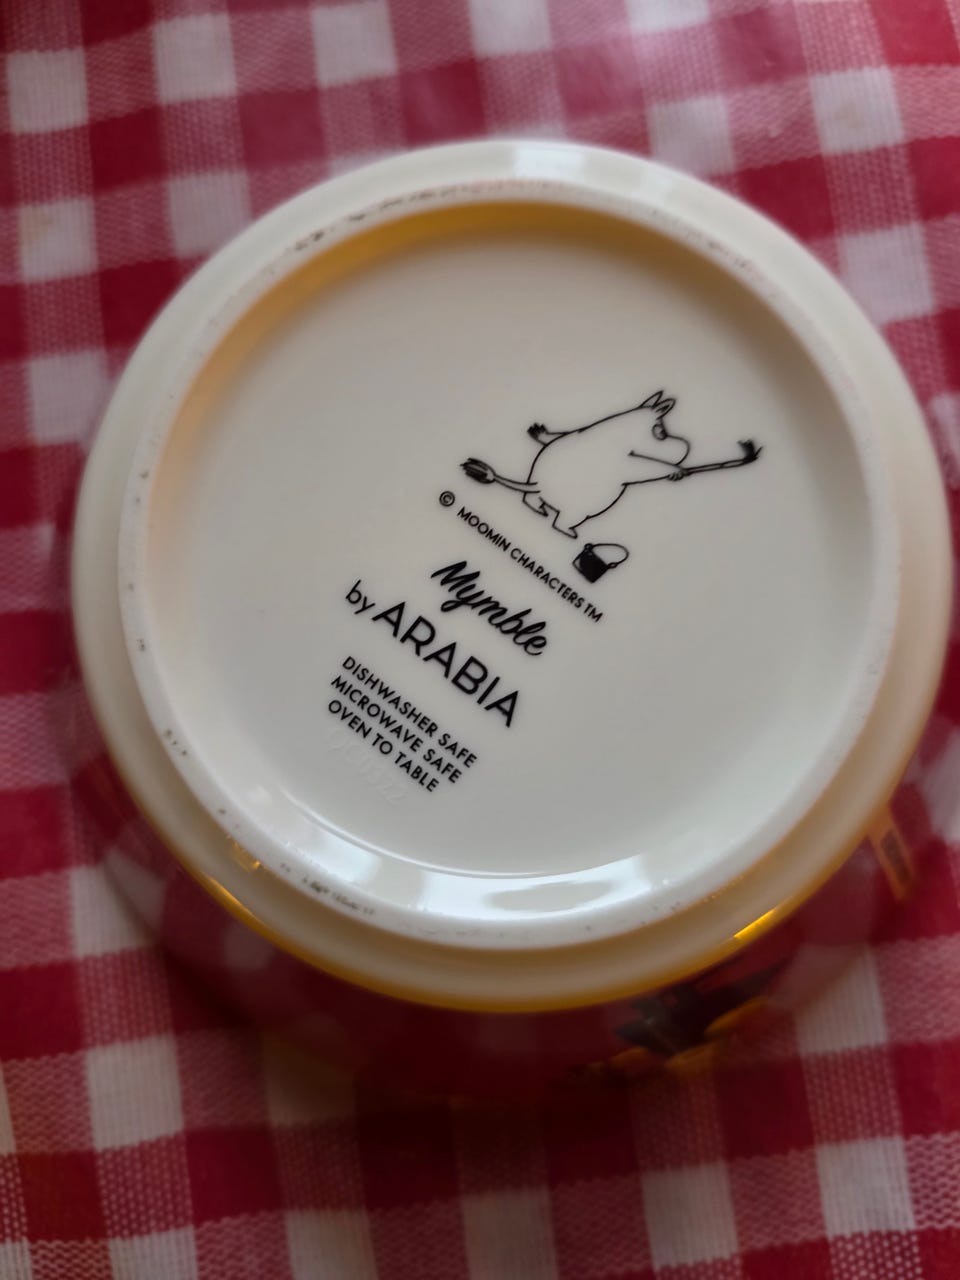 © MOOMIN CHARACTERS™
Mymble
by ARABIA
DISHWASHER SAFE
MICROWAVE SAFE
OVEN TO TABLE